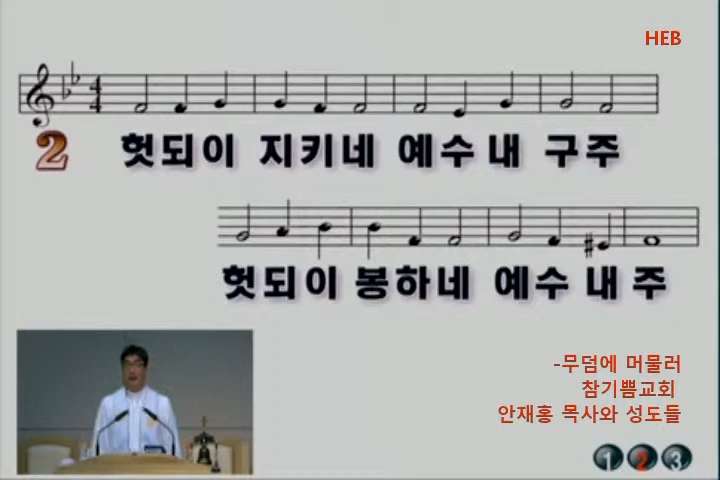 HEB
2 헛되이 지키네 예수 내 구주
헛되이 봉하네 예수 내 주
-무덤에 머물러
참기쁨교회
안재홍 목사와 성도들
1 2 3